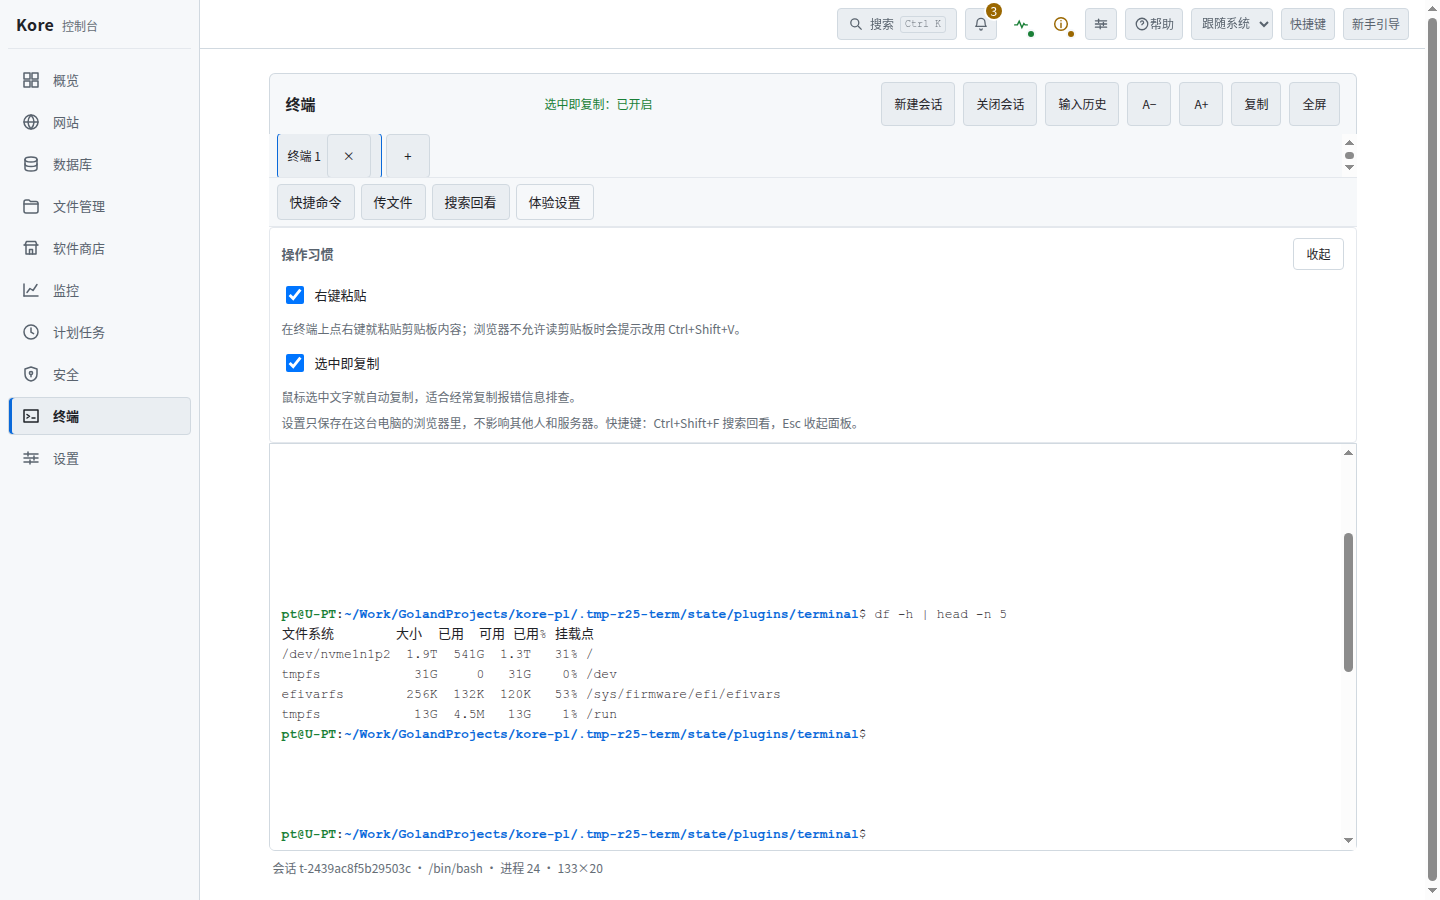 Kore 控制台
搜索 Ctrl K
3
帮助
跟随系统
快捷键
新手引导
概览
网站
数据库
文件管理
软件商店
监控
计划任务
安全
终端
设置
终端
选中即复制：已开启
新建会话
关闭会话
输入历史
A−
A+
复制
全屏
终端 1 ×
+
快捷命令
传文件
搜索回看
体验设置
操作习惯
收起
右键粘贴
在终端上点右键就粘贴剪贴板内容；浏览器不允许读剪贴板时会提示改用 Ctrl+Shift+V。
选中即复制
鼠标选中文字就自动复制，适合经常复制报错信息排查。
设置只保存在这台电脑的浏览器里，不影响其他人和服务器。快捷键：Ctrl+Shift+F 搜索回看，Esc 收起面板。
pt@U-PT:~/Work/GolandProjects/kore-pl/.tmp-r25-term/state/plugins/terminal$ df -h | head -n 5
文件系统 大小 已用 可用 已用% 挂载点
/dev/nvme1n1p2 1.9T 541G 1.3T 31% /
tmpfs 31G 0 31G 0% /dev
efivarfs 256K 132K 120K 53% /sys/firmware/efi/efivars
tmpfs 13G 4.5M 13G 1% /run
pt@U-PT:~/Work/GolandProjects/kore-pl/.tmp-r25-term/state/plugins/terminal$
pt@U-PT:~/Work/GolandProjects/kore-pl/.tmp-r25-term/state/plugins/terminal$
会话 t-2439ac8f5b29503c · /bin/bash · 进程 24 · 133×20